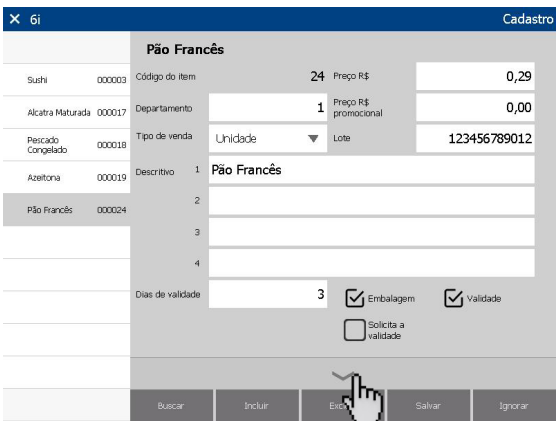 ✕ 6i Cadastro
Pão Francês
Sushi 000003
Alcatra Maturada 000017
Pescado
Congelado 000018
Azeitona 000019
Pão Francês 000024
Código do item 24 Preço R$ 0,29
Departamento 1 Preço R$
promocional 0,00
Tipo de venda Unidade Lote 123456789012
Descritivo 1 Pão Francês
2
3
4
Dias de validade 3 Embalagem Validade
Solicita a
validade
Buscar Incluir Salvar Ignorar